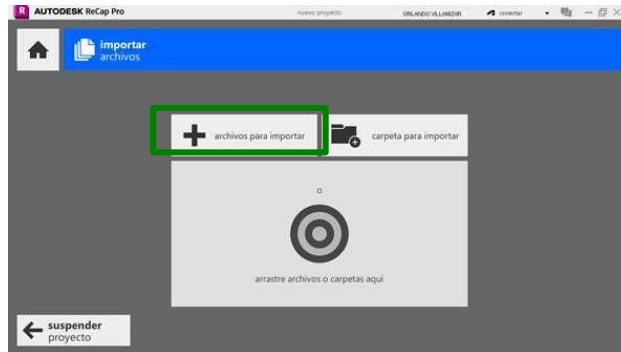 R AUTODESK ReCap Pro nuevo proyecto ORLANDO VILLAMIZAR conectar
importar
archivos
archivos para importar carpeta para importar
o
arrastre archivos o carpetas aquí
suspender
proyecto